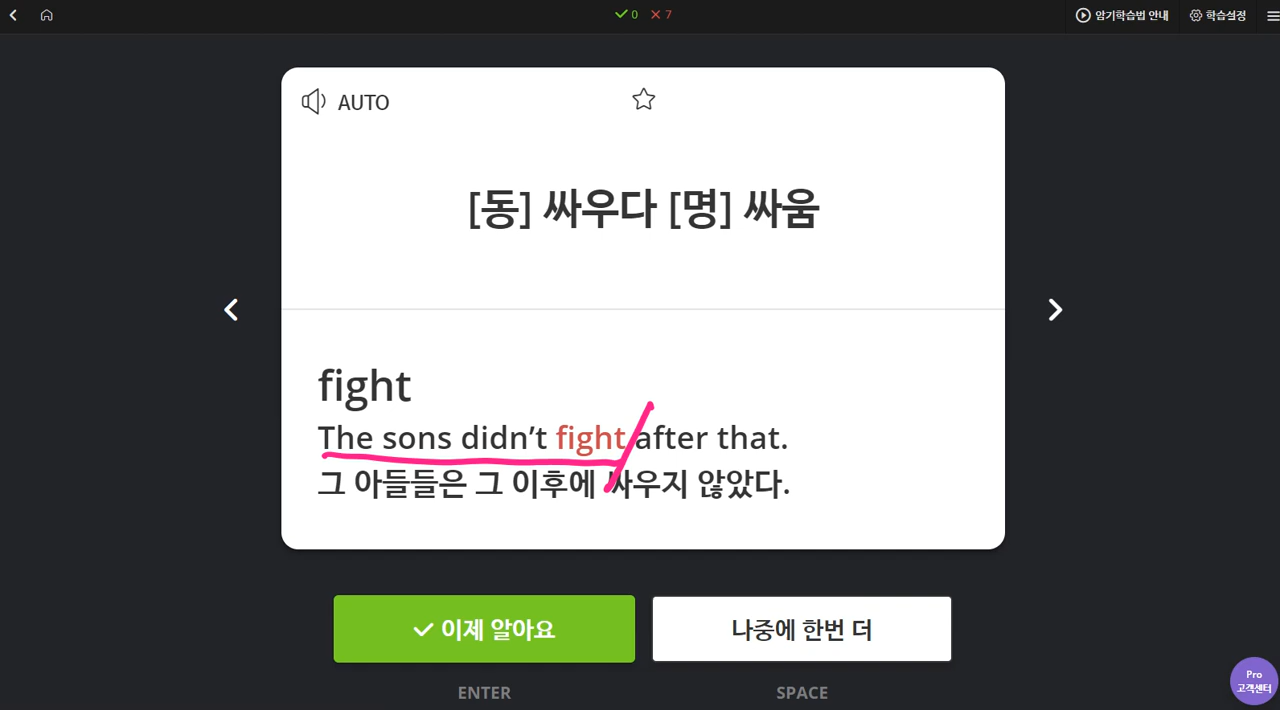 0 7 암기학습법 안내 학습설정
AUTO
[동] 싸우다 [명] 싸움
fight
The sons didn’t fight after that.
그 아들들은 그 이후에 싸우지 않았다.
이제 알아요 나중에 한번 더
ENTER SPACE
Pro
고객센터